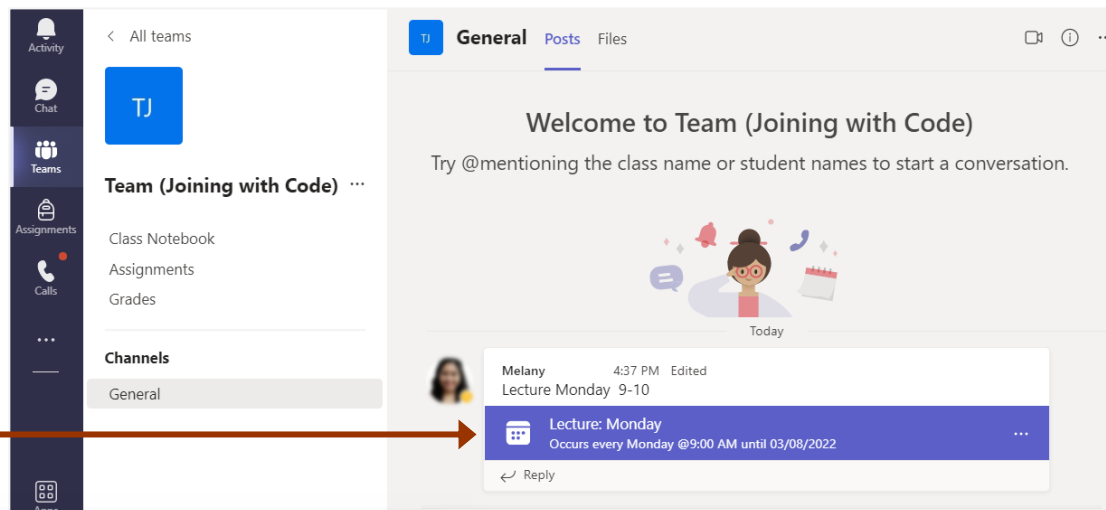 Activity
Chat
Teams
Assignments
Calls
All teams
TJ
Team (Joining with Code)
Class Notebook
Assignments
Grades
Channels
General
TJ General Posts Files
Welcome to Team (Joining with Code)
Try @mentioning the class name or student names to start a conversation.
Today
Melany 4:37 PM Edited
Lecture Monday 9-10
Lecture: Monday
Occurs every Monday @9:00 AM until 03/08/2022
Reply